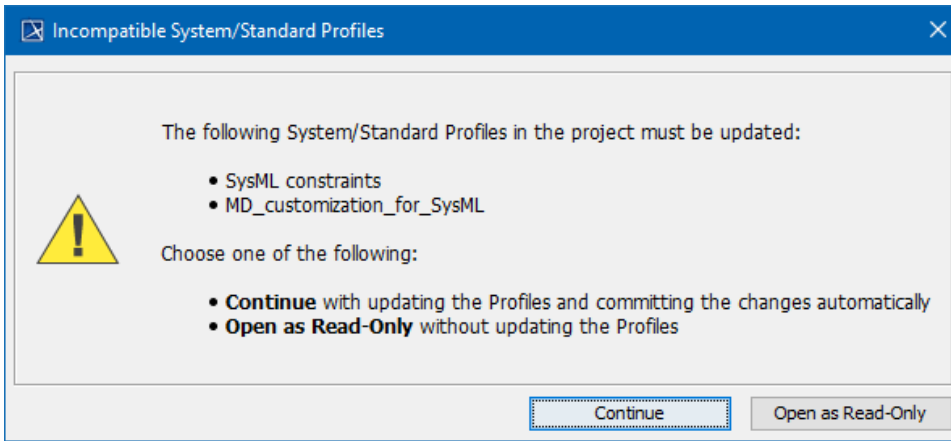 Incompatible System/Standard Profiles
The following System/Standard Profiles in the project must be updated:
• SysML constraints
• MD_customization_for_SysML
Choose one of the following:
• Continue with updating the Profiles and committing the changes automatically
• Open as Read-Only without updating the Profiles
Continue
Open as Read-Only